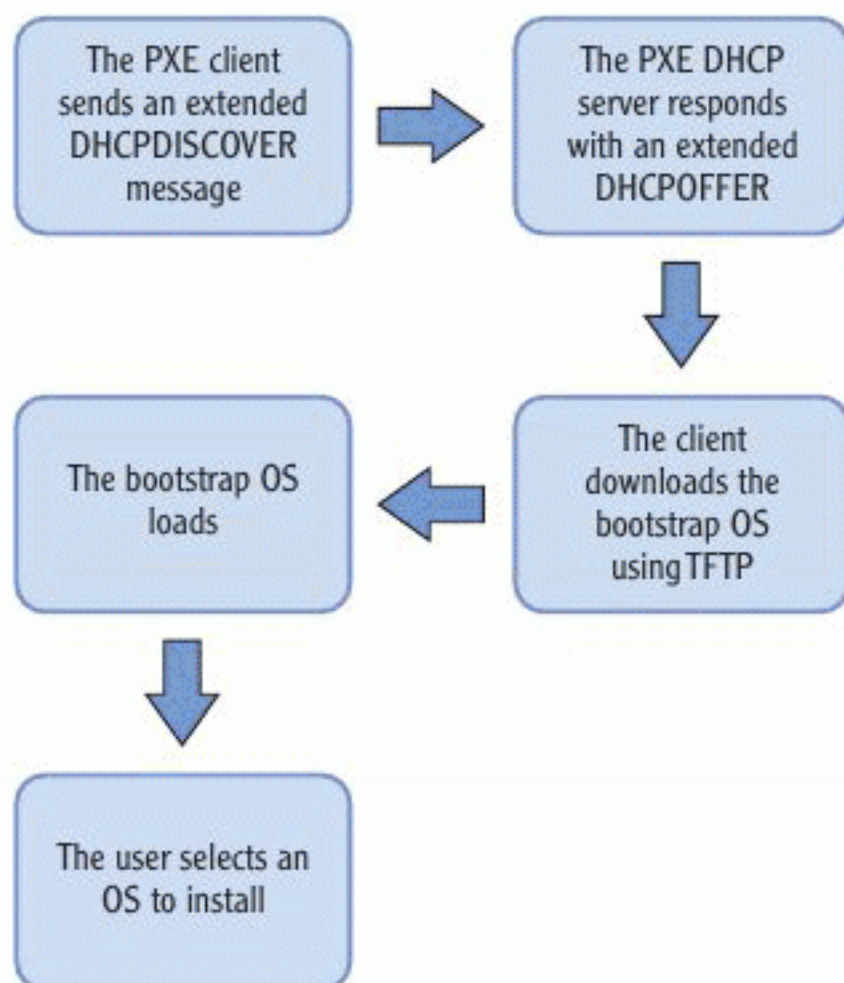 The PXE client
sends an extended
DHCPDISCOVER
message
The PXE DHCP
server responds
with an extended
DHCPOFFER
The client
downloads the
bootstrap OS
using TFTP
The bootstrap OS
loads
The user selects an
OS to install